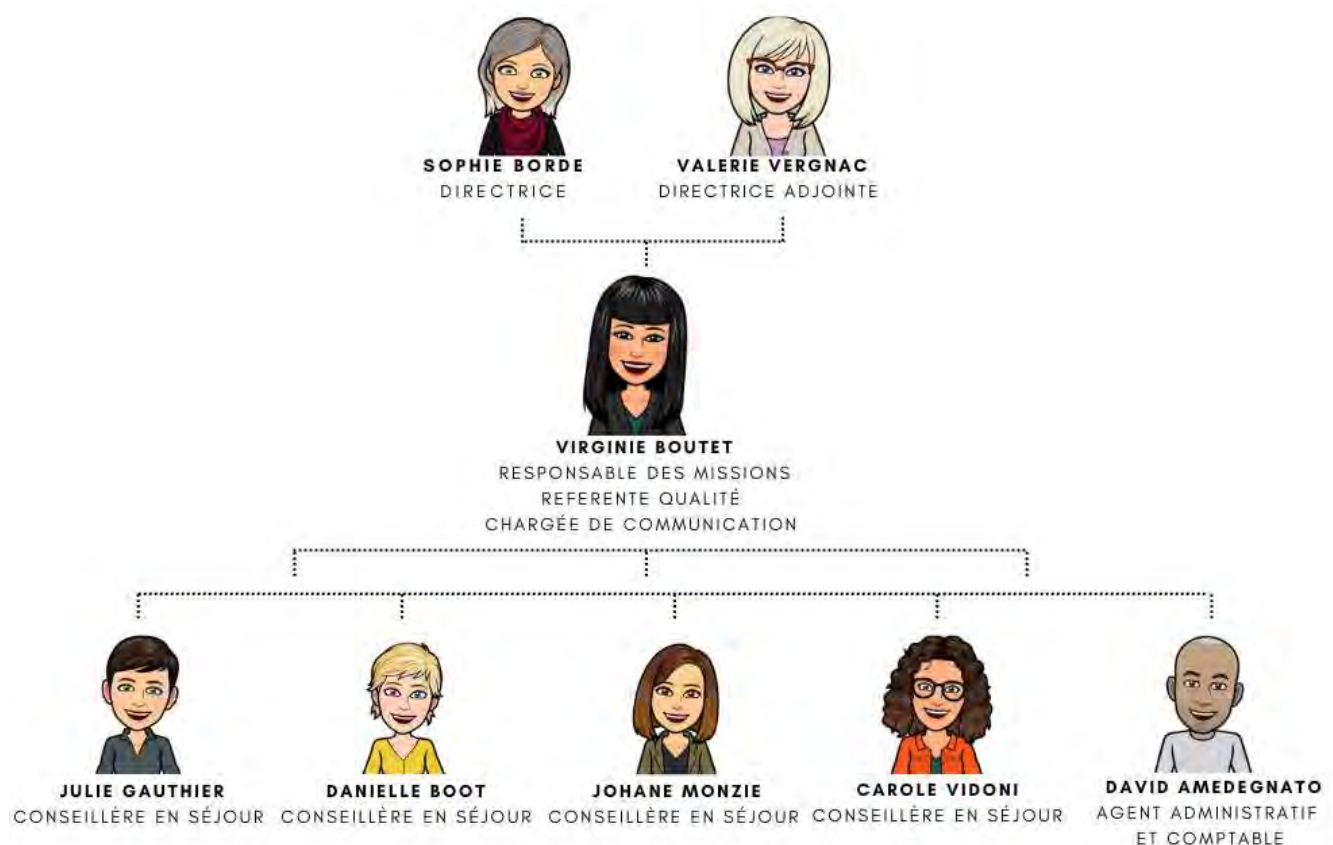 SOPHIE BORDE
DIRECTRICE
VALERIE VERGNAC
DIRECTRICE ADJOINTE
VIRGINIE BOUTET
RESPONSABLE DES MISSIONS
REFERENTE QUALITÉ
CHARGÉE DE COMMUNICATION
JULIE GAUTHIER
CONSEILLÈRE EN SÉJOUR
DANIELLE BOOT
CONSEILLÈRE EN SÉJOUR
JOHANE MONZIE
CONSEILLÈRE EN SÉJOUR
CAROLE VIDONI
CONSEILLÈRE EN SÉJOUR
DAVID AMEDEGNATO
AGENT ADMINISTRATIF
ET COMPTABLE